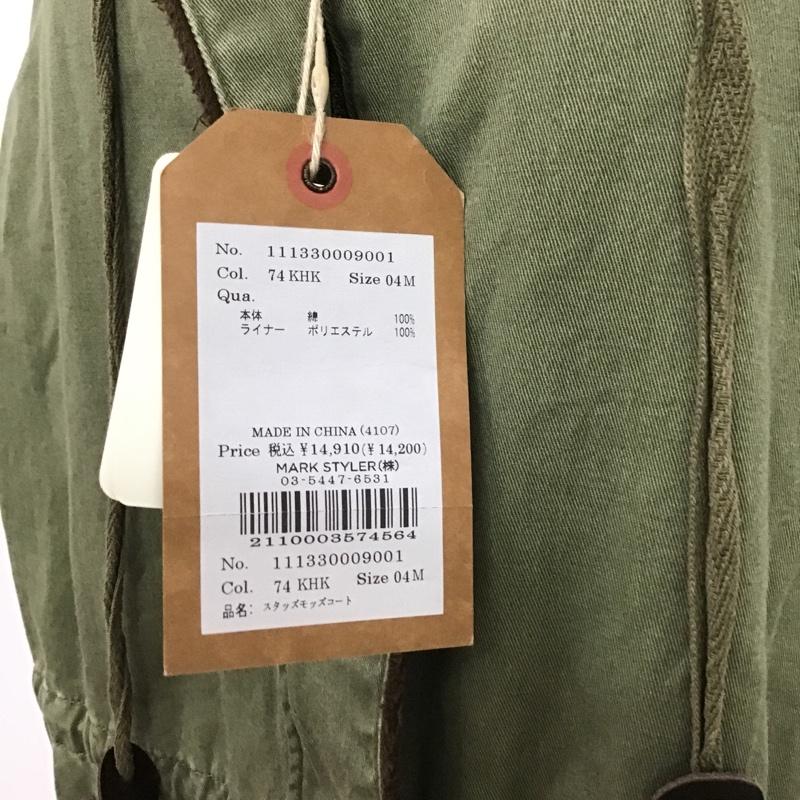 No. 111330009001
Col. 74 KHK Size 04 M
Qua.
本体 綿 100%
ライナー ポリエステル 100%
MADE IN CHINA (4107)
Price 税込 ¥14,910(¥14,200)
MARK STYLER(株)
03-5447-6531
2110003574564
No. 111330009001
Col. 74 KHK Size 04 M
品名: スタッズモッズコート